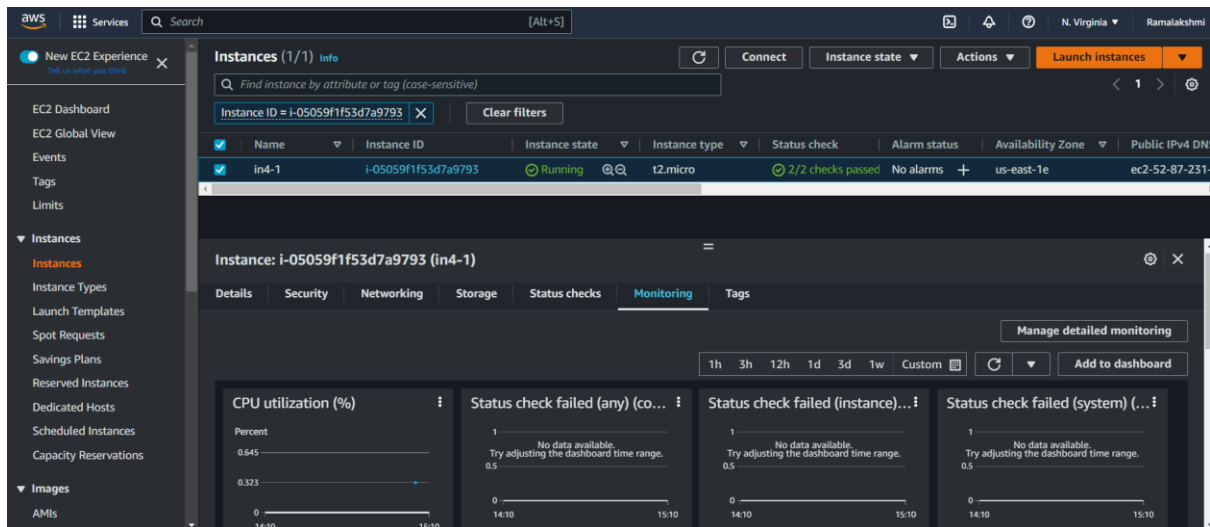 aws Services Search [Alt+S] N. Virginia ▼ Ramalakshmi
New EC2 Experience
Tell us what you think
EC2 Dashboard
EC2 Global View
Events
Tags
Limits
▼ Instances
Instances
Instance Types
Launch Templates
Spot Requests
Savings Plans
Reserved Instances
Dedicated Hosts
Scheduled Instances
Capacity Reservations
▼ Images
AMIs
Instances (1/1) Info
Connect Instance state ▼ Actions ▼ Launch instances ▼
Find instance by attribute or tag (case-sensitive)
< 1 >
Instance ID = i-05059f1f53d7a9793 X Clear filters
Name Instance ID Instance state Instance type Status check Alarm status Availability Zone Public IPv4 DN
in4-1 i-05059f1f53d7a9793 Running t2.micro 2/2 checks passed No alarms + us-east-1e ec2-52-87-231-
Instance: i-05059f1f53d7a9793 (in4-1)
Details Security Networking Storage Status checks Monitoring Tags
Manage detailed monitoring
1h 3h 12h 1d 3d 1w Custom Add to dashboard
CPU utilization (%)
Percent
0.645
0.323
0
14:10 15:10
Status check failed (any) (co...
1
No data available.
Try adjusting the dashboard time range.
0.5
0
14:10 15:10
Status check failed (instance)...
1
No data available.
Try adjusting the dashboard time range.
0.5
0
14:10 15:10
Status check failed (system) (...
1
No data available.
Try adjusting the dashboard time range.
0.5
0
14:10 15:10